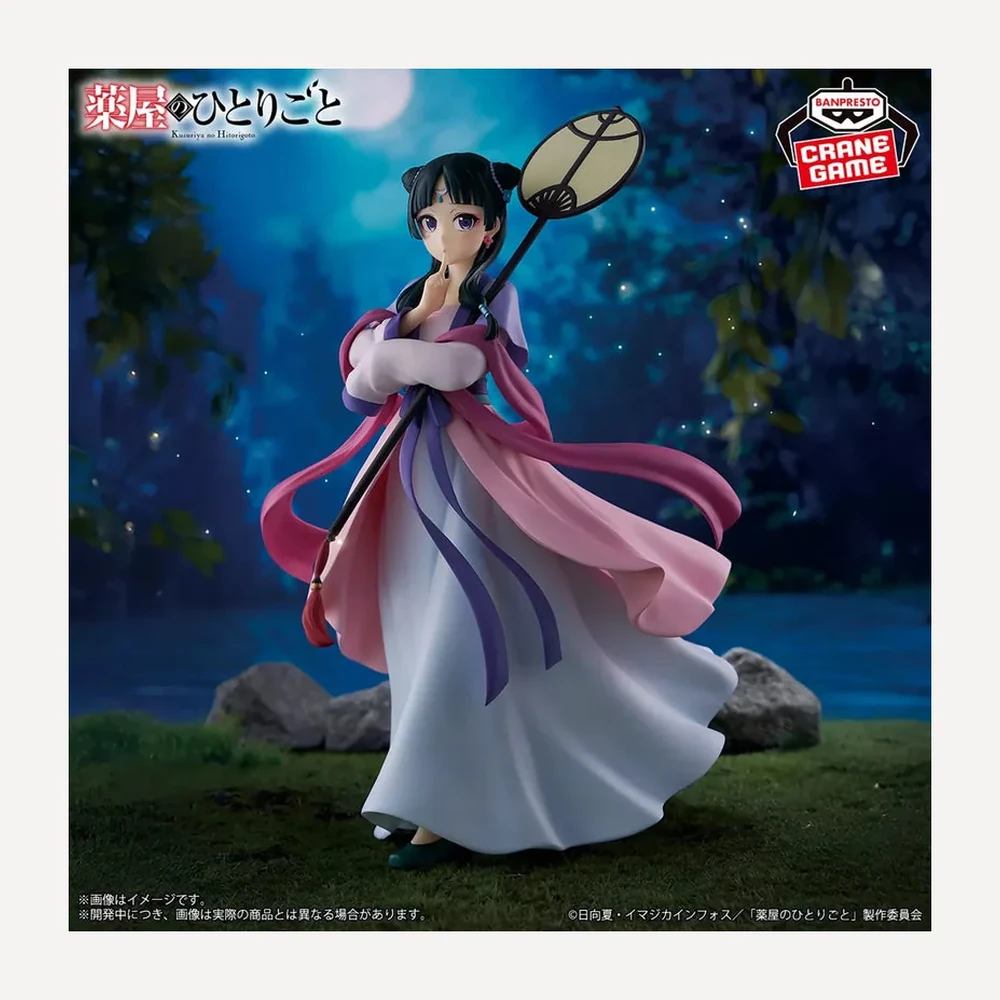 薬屋のひとりごと
Kusuriya no Hitorigoto
BANPRESTO
CRANE
GAME
※画像はイメージです。
※開発中につき、画像は実際の商品とは異なる場合があります。
©日向夏・イマジカインフォス／「薬屋のひとりごと」製作委員会